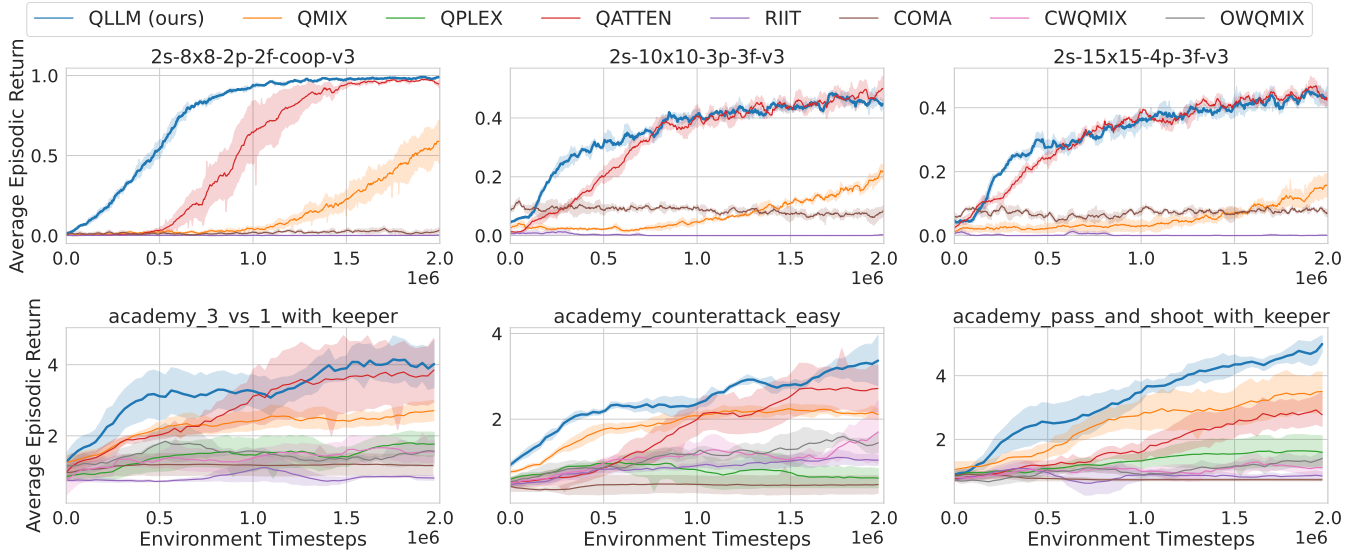 QLLM (ours) QMIX QPLEX QATTEN RIIT COMA CWQMIX OWQMIX
2s-8x8-2p-2f-coop-v3 2s-10x10-3p-3f-v3 2s-15x15-4p-3f-v3
Average Episodic Return
1.0
0.5
0.0
0.4
0.2
0.0
0.4
0.2
0.0
0.0 0.5 1.0 1.5 2.0 0.0 0.5 1.0 1.5 2.0 0.0 0.5 1.0 1.5 2.0
1e6 1e6 1e6
academy_3_vs_1_with_keeper academy_counterattack_easy academy_pass_and_shoot_with_keeper
Average Episodic Return
4
2
4
2
4
2
0.0 0.5 1.0 1.5 2.0 0.0 0.5 1.0 1.5 2.0 0.0 0.5 1.0 1.5 2.0
Environment Timesteps 1e6 Environment Timesteps 1e6 Environment Timesteps 1e6